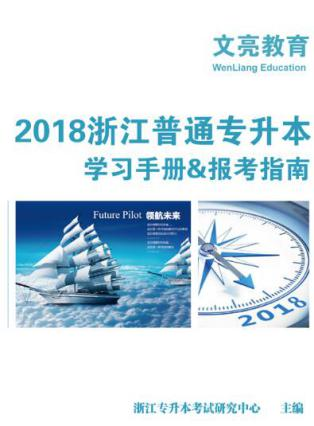 文亮教育
WenLiang Education
2018浙江普通专升本
学习手册&报考指南
Future Pilot 领航未来
2018
浙江专升本考试研究中心 主编